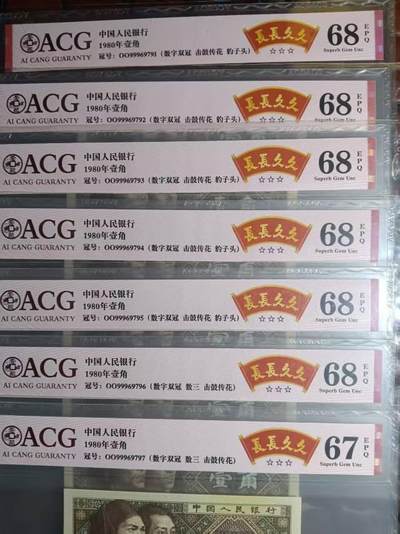 ACG
AI CANG GUARANTY
中国人民银行
1980年壹角
冠号：OO99969791（数字双冠 击鼓传花 豹子头）
長長久久
☆☆☆
68 EPQ
Superb Gem Unc
ACG
AI CANG GUARANTY
中国人民银行
1980年壹角
冠号：OO99969792（数字双冠 击鼓传花 豹子头）
長長久久
☆☆☆
68 EPQ
Superb Gem Unc
ACG
AI CANG GUARANTY
中国人民银行
1980年壹角
冠号：OO99969793（数字双冠 击鼓传花 豹子头）
長長久久
☆☆☆
68 EPQ
Superb Gem Unc
ACG
AI CANG GUARANTY
中国人民银行
1980年壹角
冠号：OO99969794（数字双冠 击鼓传花 豹子头）
長長久久
☆☆☆
68 EPQ
Superb Gem Unc
ACG
AI CANG GUARANTY
中国人民银行
1980年壹角
冠号：OO99969795（数字双冠 击鼓传花 豹子头）
長長久久
☆☆☆
68 EPQ
Superb Gem Unc
ACG
AI CANG GUARANTY
中国人民银行
1980年壹角
冠号：OO99969796（数字双冠 数三 击鼓传花）
長長久久
☆☆☆
68 EPQ
Superb Gem Unc
ACG
AI CANG GUARANTY
中国人民银行
1980年壹角
冠号：OO99969797（数字双冠 数三 击鼓传花）
長長久久
☆☆☆
67 EPQ
Superb Gem Unc
壹角
中国人民银行